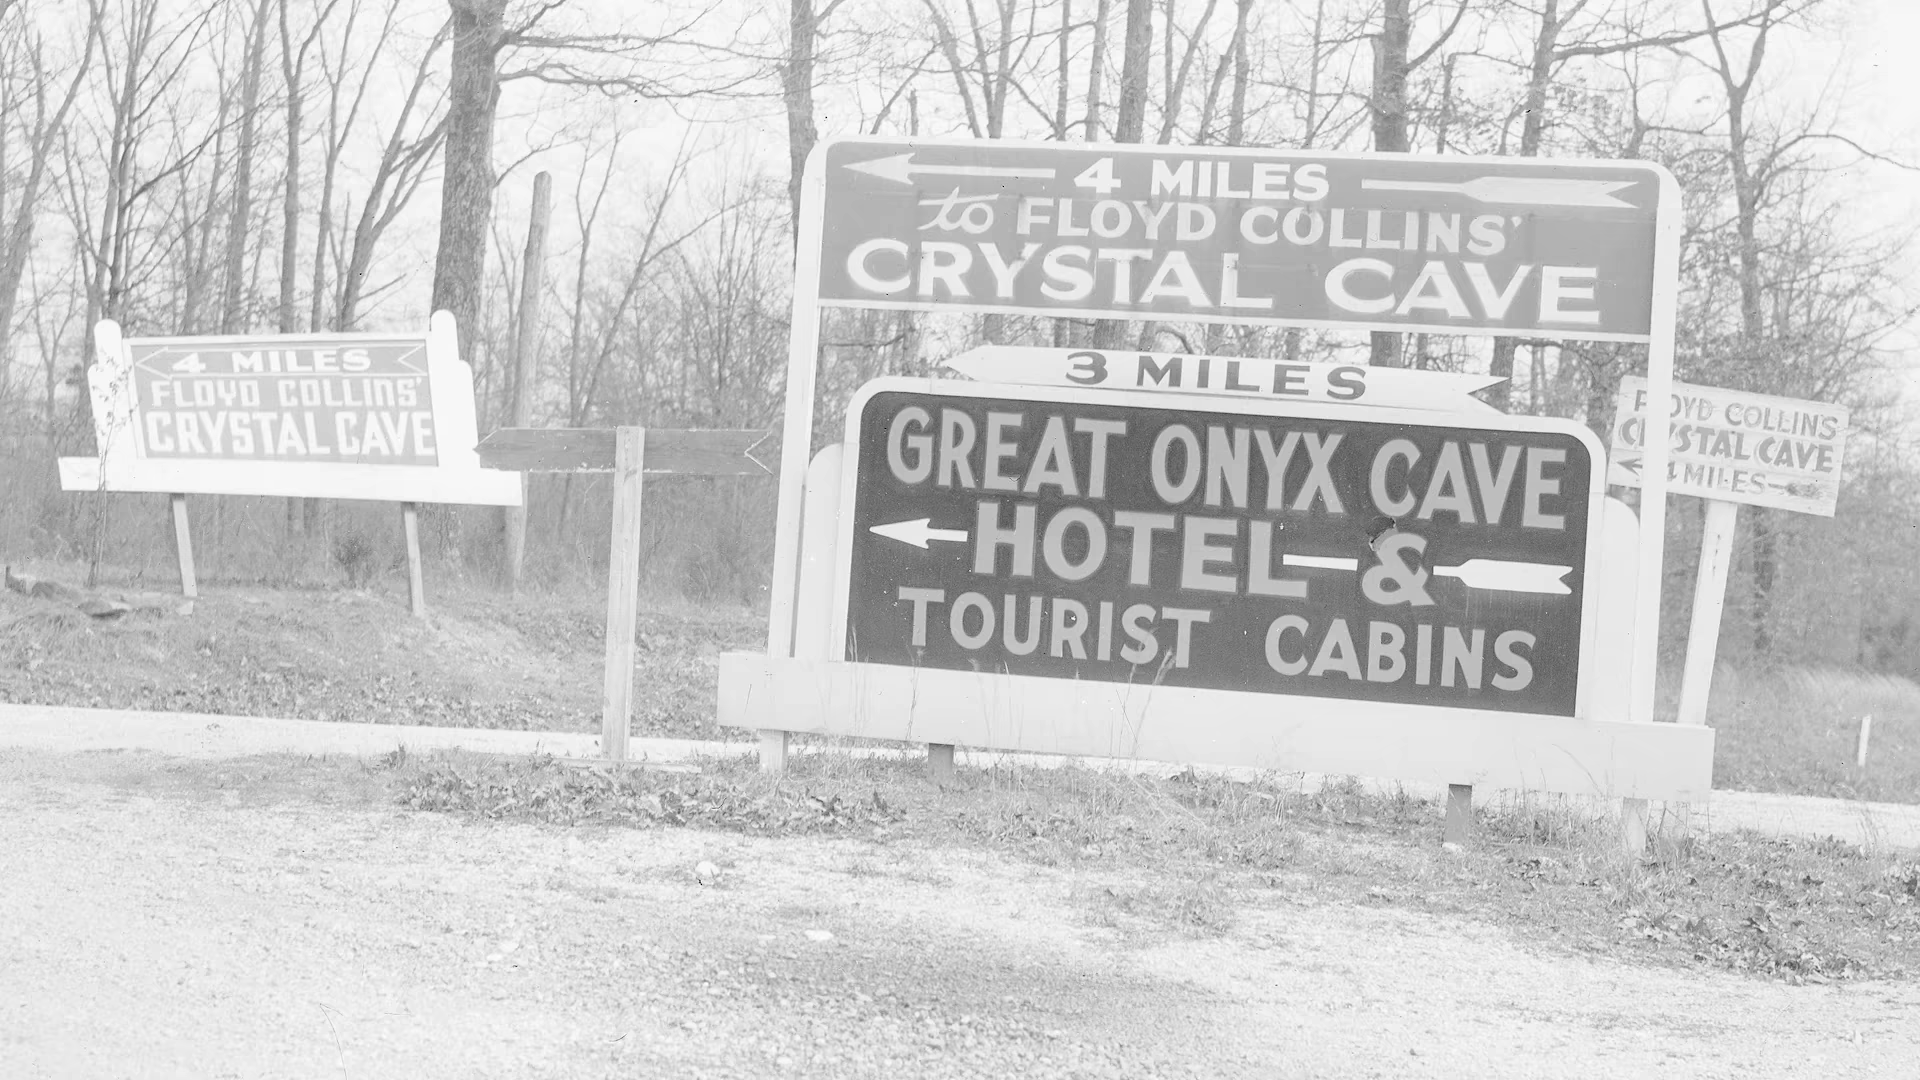 4 MILES
FLOYD COLLINS'
CRYSTAL CAVE
4 MILES
to FLOYD COLLINS'
CRYSTAL CAVE
3 MILES
GREAT ONYX CAVE
HOTEL &
TOURIST CABINS
FLOYD COLLINS
CRYSTAL CAVE
4 MILES